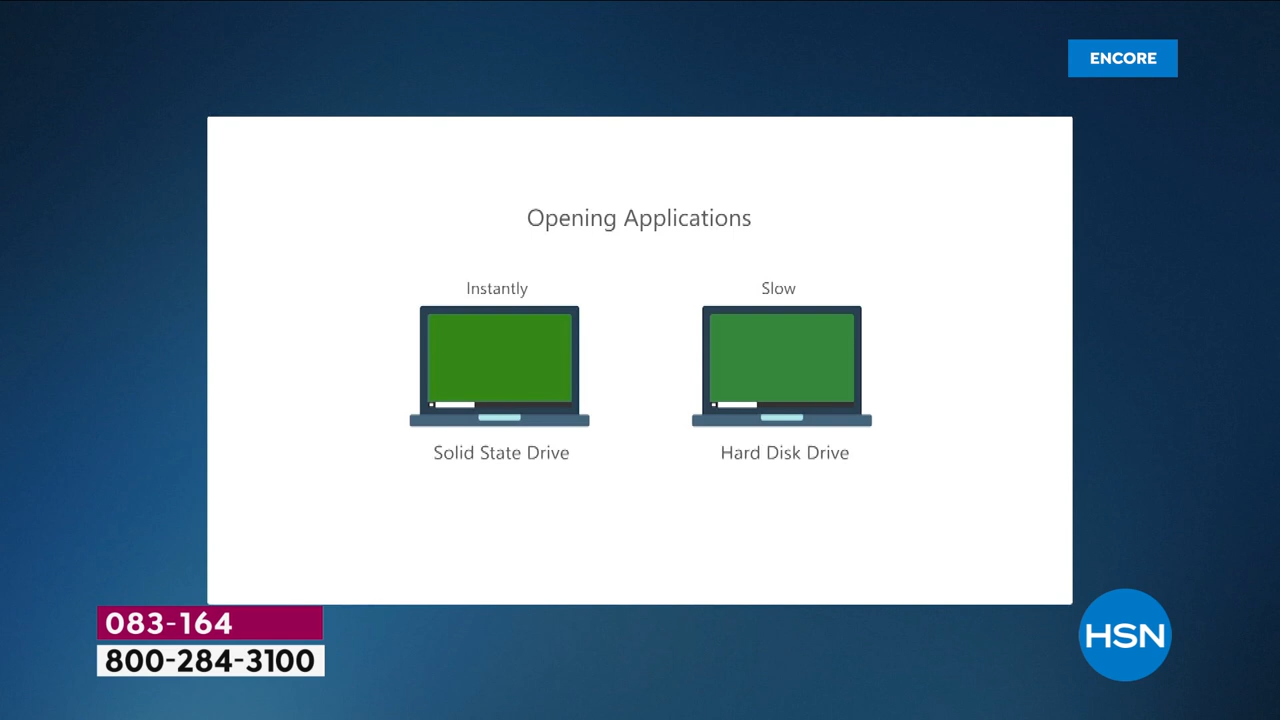 ENCORE
Opening Applications
Instantly
Slow
Solid State Drive
Hard Disk Drive
083-164
800-284-3100
HSN